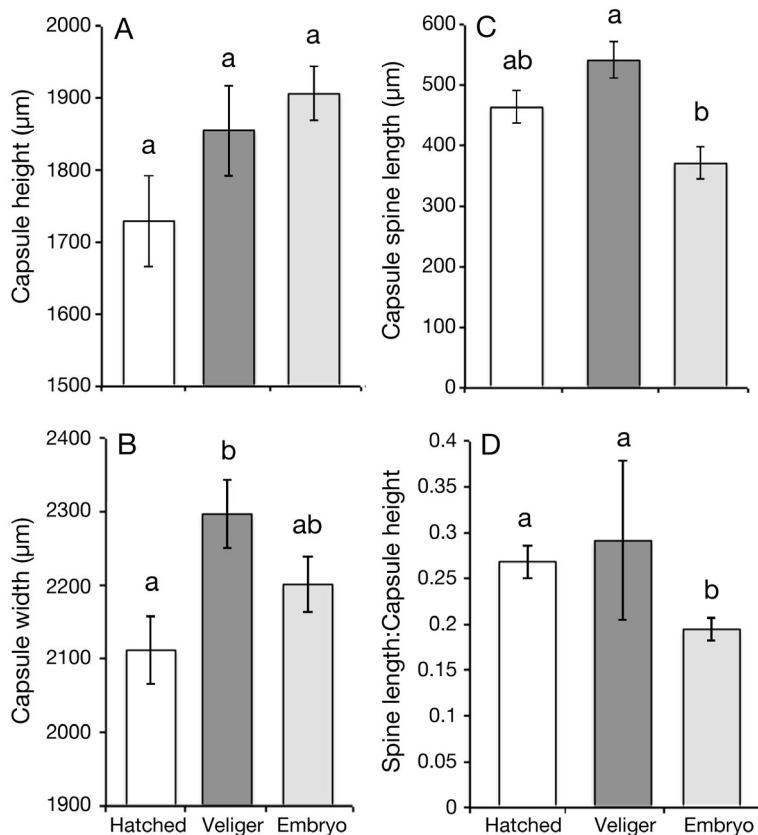 A
Capsule height (µm)
2000
1900
1800
1700
1600
1500
a
a
a
C
Capsule spine length (µm)
600
500
400
300
200
100
0
ab
a
b
B
Capsule width (µm)
2400
2300
2200
2100
2000
1900
a
b
ab
Hatched Veliger Embryo
D
Spine length:Capsule height
0.4
0.35
0.3
0.25
0.2
0.15
0.1
0.05
0
a
a
b
Hatched Veliger Embryo